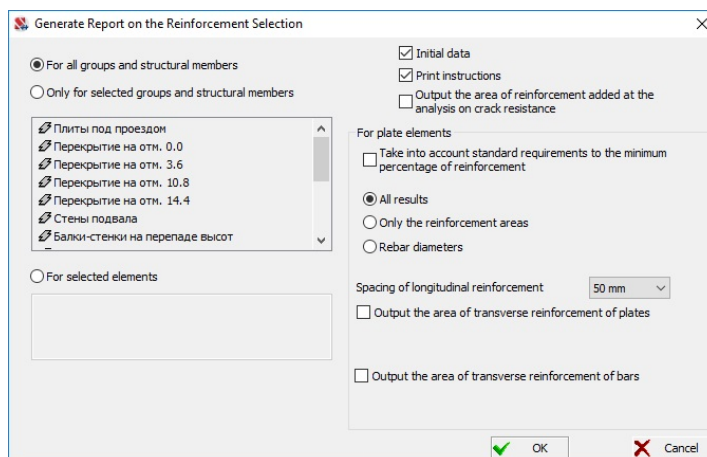 Generate Report on the Reinforcement Selection
For all groups and structural members
Only for selected groups and structural members
Плиты под проездом
Перекрытие на отм. 0.0
Перекрытие на отм. 3.6
Перекрытие на отм. 10.8
Перекрытие на отм. 14.4
Стены подвала
Балки-стенки на перепаде высот
For selected elements
Initial data
Print instructions
Output the area of reinforcement added at the
analysis on crack resistance
For plate elements
Take into account standard requirements to the minimum
percentage of reinforcement
All results
Only the reinforcement areas
Rebar diameters
Spacing of longitudinal reinforcement 50 mm
Output the area of transverse reinforcement of plates
Output the area of transverse reinforcement of bars
OK Cancel